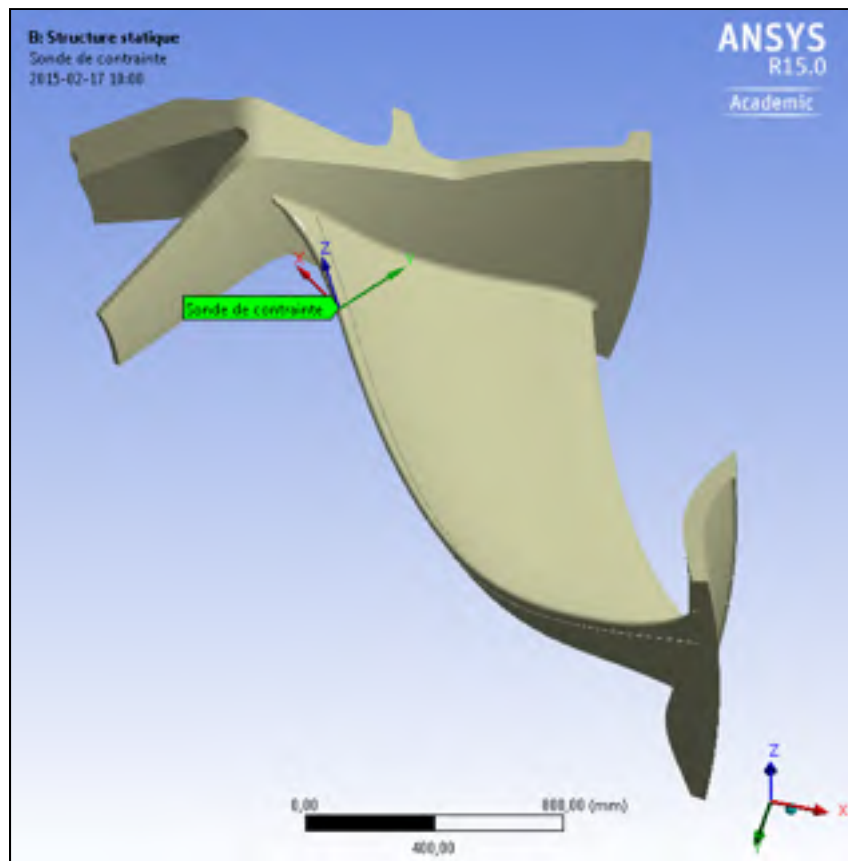 B: Structure statique
Sonde de contrainte
2015-02-17 10:00
ANSYS
R15.0
Academic
X
Z
Y
Sonde de contrainte
0,00
800,00 (mm)
400,00
Z
X
Y